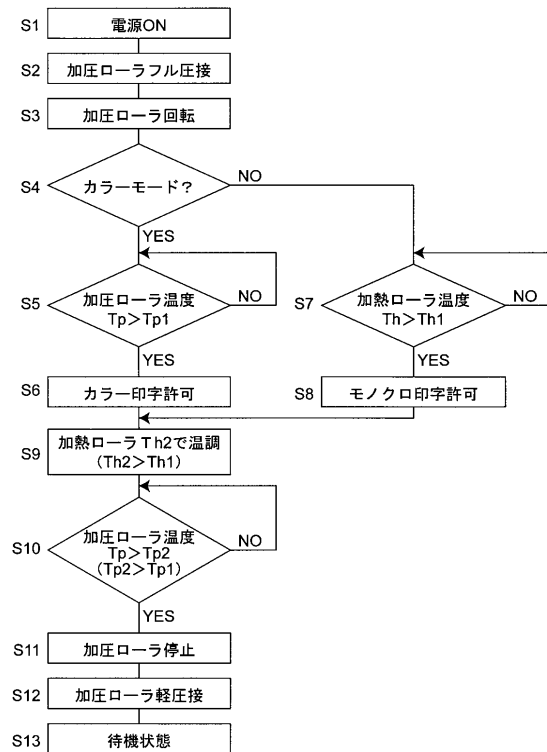 S1 電源ON
S2 加圧ローラフル圧接
S3 加圧ローラ回転
S4 カラーモード?
NO
YES
S5 加圧ローラ温度
Tp>Tp1
NO
YES
S7 加熱ローラ温度
Th>Th1
NO
YES
S6 カラー印字許可
S8 モノクロ印字許可
S9 加熱ローラTh2で温調
(Th2>Th1)
S10 加圧ローラ温度
Tp>Tp2
(Tp2>Tp1)
NO
YES
S11 加圧ローラ停止
S12 加圧ローラ軽圧接
S13 待機状態